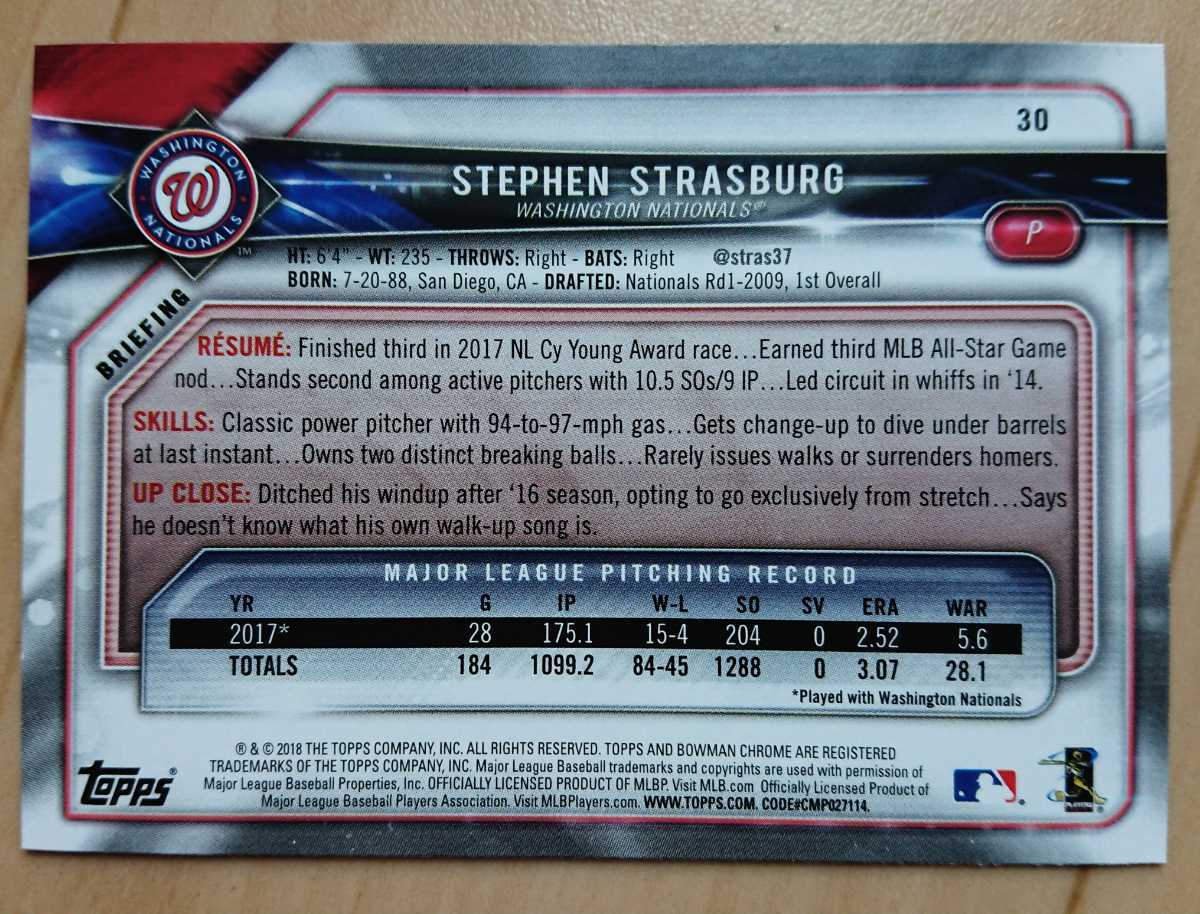 30
WASHINGTON
NATIONALS
W
TM
STEPHEN STRASBURG
WASHINGTON NATIONALS®
P
HT: 6'4" - WT: 235 - THROWS: Right - BATS: Right @stras37
BORN: 7-20-88, San Diego, CA - DRAFTED: Nationals Rd1-2009, 1st Overall
BRIEFING
RÉSUMÉ: Finished third in 2017 NL Cy Young Award race...Earned third MLB All-Star Game
nod...Stands second among active pitchers with 10.5 SOs/9 IP...Led circuit in whiffs in '14.
SKILLS: Classic power pitcher with 94-to-97-mph gas...Gets change-up to dive under barrels
at last instant...Owns two distinct breaking balls...Rarely issues walks or surrenders homers.
UP CLOSE: Ditched his windup after '16 season, opting to go exclusively from stretch...Says
he doesn't know what his own walk-up song is.
MAJOR LEAGUE PITCHING RECORD
YR G IP W-L SO SV ERA WAR
2017* 28 175.1 15-4 204 0 2.52 5.6
TOTALS 184 1099.2 84-45 1288 0 3.07 28.1
*Played with Washington Nationals
® & © 2018 THE TOPPS COMPANY, INC. ALL RIGHTS RESERVED. TOPPS AND BOWMAN CHROME ARE REGISTERED
TRADEMARKS OF THE TOPPS COMPANY, INC. Major League Baseball trademarks and copyrights are used with permission of
Major League Baseball Properties, Inc. OFFICIALLY LICENSED PRODUCT OF MLBP. Visit MLB.com Officially Licensed Product of
Major League Baseball Players Association. Visit MLBPlayers.com. WWW.TOPPS.COM. CODE#CMP027114.
topps®
PLAYERS